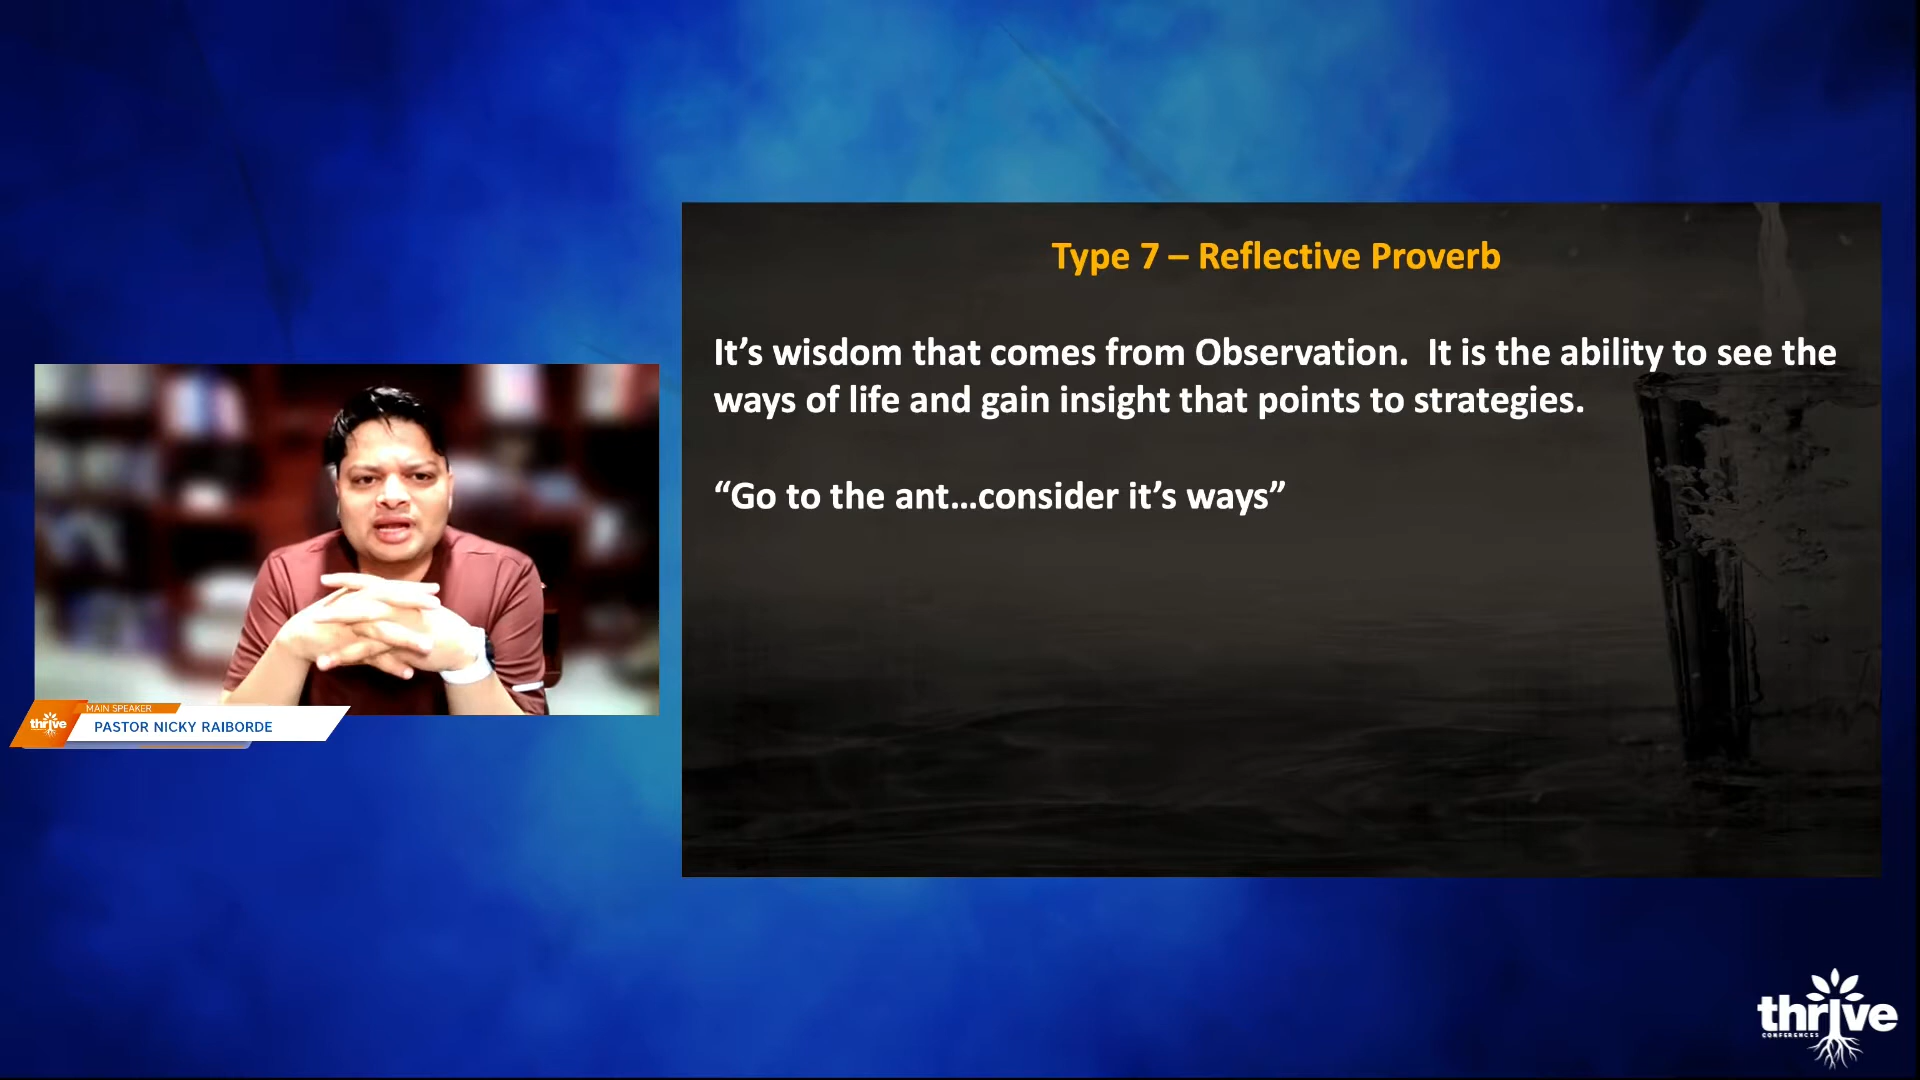 Type 7 – Reflective Proverb
It’s wisdom that comes from Observation.  It is the ability to see the
ways of life and gain insight that points to strategies.
“Go to the ant…consider it’s ways”
MAIN SPEAKER
thrive
PASTOR NICKY RAIBORDE
thrive
CONFERENCES